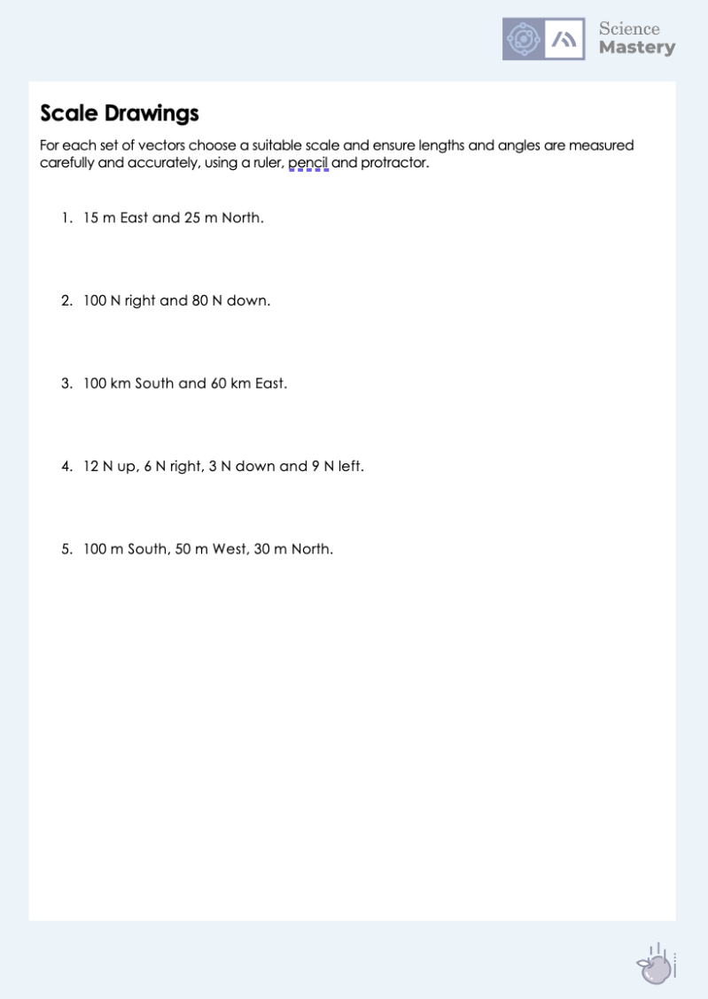 Science
Mastery
Scale Drawings
For each set of vectors choose a suitable scale and ensure lengths and angles are measured
carefully and accurately, using a ruler, pencil and protractor.
1. 15 m East and 25 m North.
2. 100 N right and 80 N down.
3. 100 km South and 60 km East.
4. 12 N up, 6 N right, 3 N down and 9 N left.
5. 100 m South, 50 m West, 30 m North.